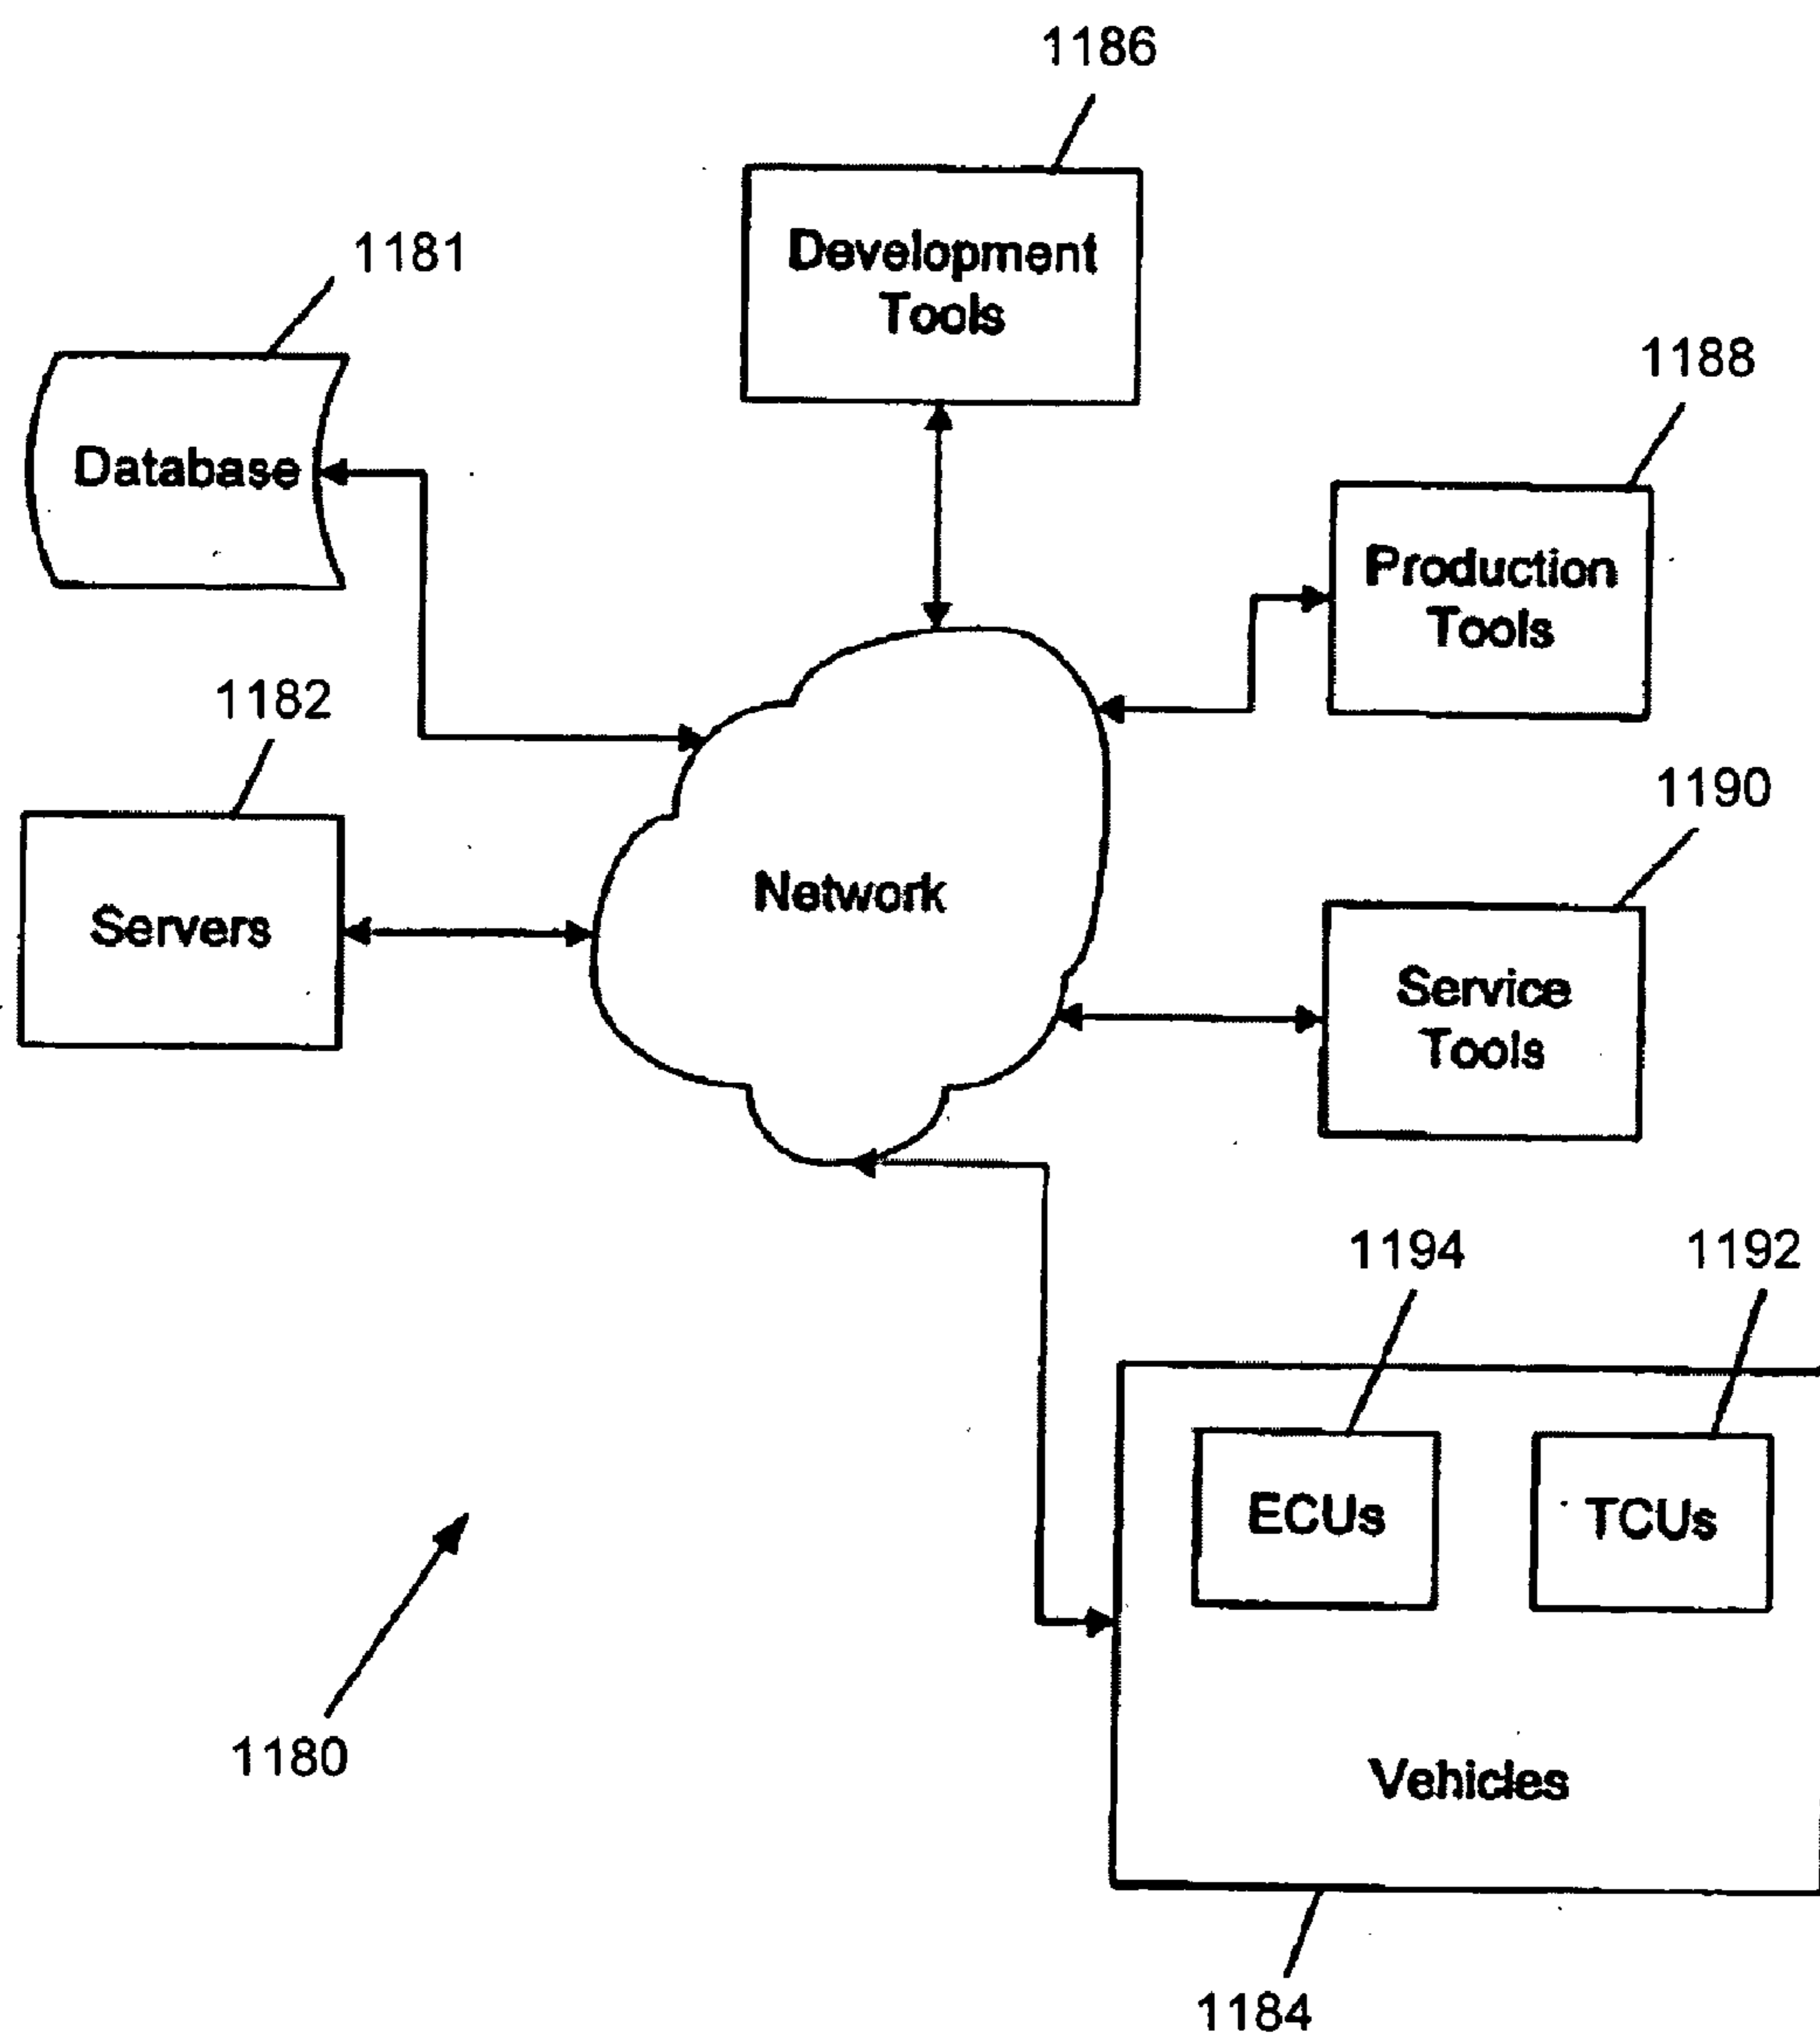 1186
Development
Tools
1181
Database
1188
Production
Tools
1182
Servers
Network
1190
Service
Tools
1194
1192
ECUs
TCUs
Vehicles
1180
1184